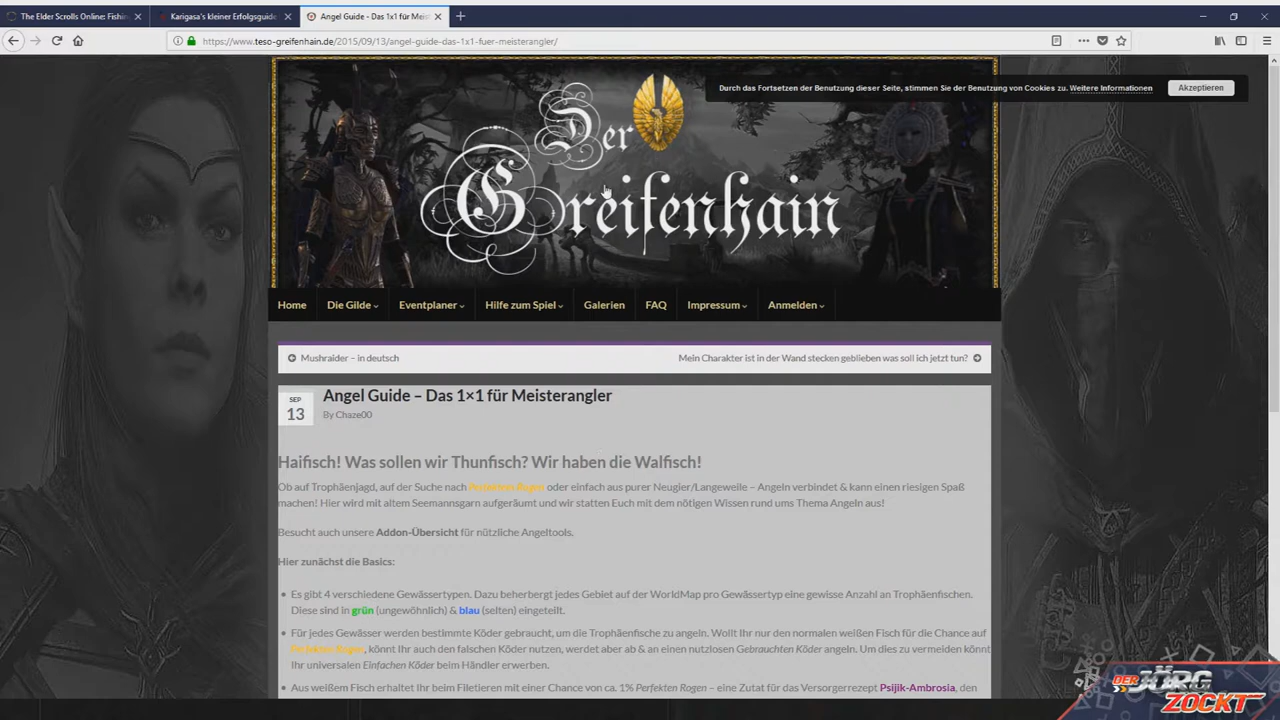 The Elder Scrolls Online: Fishin
Karigasa's kleiner Erfolgsguide
Angel Guide – Das 1x1 für Meis
https://www.teso-greifenhain.de/2015/09/13/angel-guide-das-1x1-fuer-meisterangler/
Durch das Fortsetzen der Benutzung dieser Seite, stimmen Sie der Benutzung von Cookies zu. Weitere Informationen
Akzeptieren
Der
Greifenhain
Home
Die Gilde
Eventplaner
Hilfe zum Spiel
Galerien
FAQ
Impressum
Anmelden
Mushraider – in deutsch
Mein Charakter ist in der Wand stecken geblieben was soll ich jetzt tun?
SEP
13
Angel Guide – Das 1×1 für Meisterangler
By Chaze00
Haifisch! Was sollen wir Thunfisch? Wir haben die Walfisch!
Ob auf Trophäenjagd, auf der Suche nach Perfekten Rogen oder einfach aus purer Neugier/Langeweile – Angeln verbindet & kann einen riesigen Spaß
machen! Hier wird mit altem Seemannsgarn aufgeräumt und wir statten Euch mit dem nötigen Wissen rund ums Thema Angeln aus!
Besucht auch unsere Addon-Übersicht für nützliche Angeltools.
Hier zunächst die Basics:
Es gibt 4 verschiedene Gewässertypen. Dazu beherbergt jedes Gebiet auf der WorldMap pro Gewässertyp eine gewisse Anzahl an Trophäenfischen.
Diese sind in grün (ungewöhnlich) & blau (selten) eingeteilt.
Für jedes Gewässer werden bestimmte Köder gebraucht, um die Trophäenfische zu angeln. Wollt Ihr nur den normalen weißen Fisch für die Chance auf
Perfekten Rogen, könnt Ihr auch den falschen Köder nutzen, werdet aber ab & an einen nutzlosen Gebrauchten Köder angeln. Um dies zu vermeiden könnt
Ihr universalen Einfachen Köder beim Händler erwerben.
Aus weißem Fisch erhaltet Ihr beim Filetieren mit einer Chance von ca. 1% Perfekten Rogen – eine Zutat für das Versorgerrezept Psijik-Ambrosia, den
DER JÖRG
ZOCKT